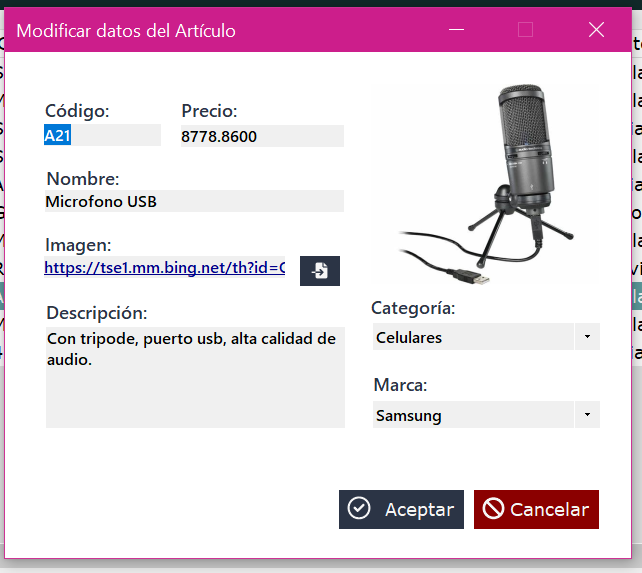 Modificar datos del Artículo
Código:
Precio:
A21
8778.8600
Nombre:
Microfono USB
Imagen:
https://tse1.mm.bing.net/th?id=
Descripción:
Con tripode, puerto usb, alta calidad de
audio.
Categoría:
Celulares
Marca:
Samsung
Aceptar
Cancelar